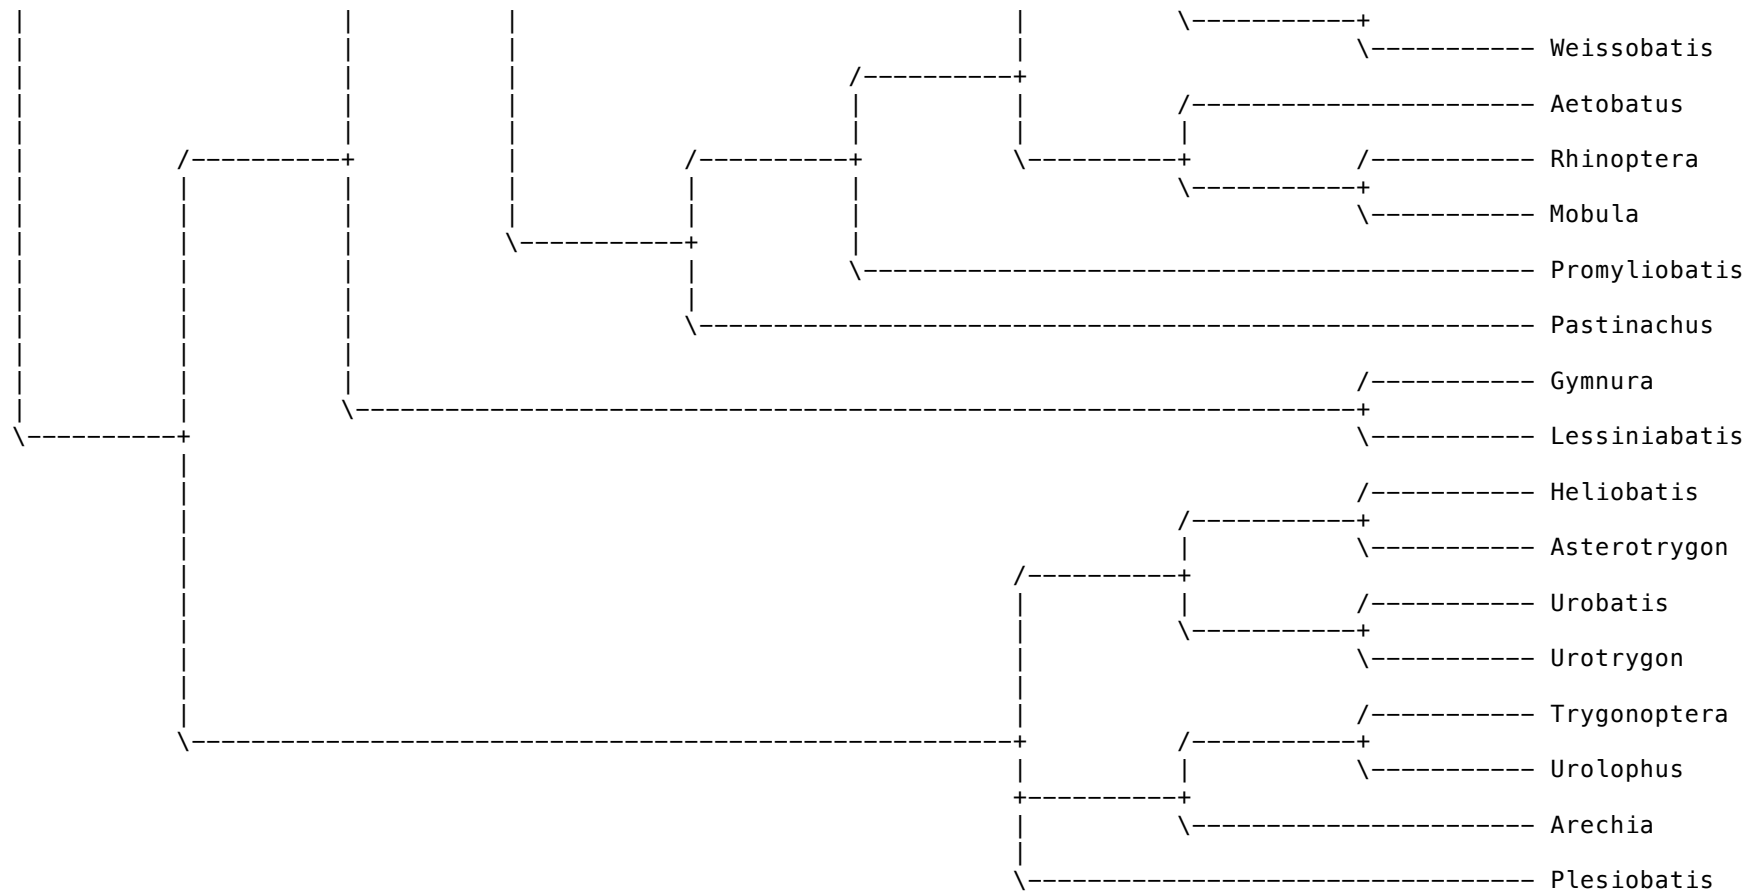 Weissobatis
Aetobatus
Rhinoptera
Mobula
Promyliobatis
Pastinachus
Gymnura
Lessiniabatis
Heliobatis
Asterotrygon
Urobatis
Urotrygon
Trygonoptera
Urolophus
Arechia
Plesiobatis